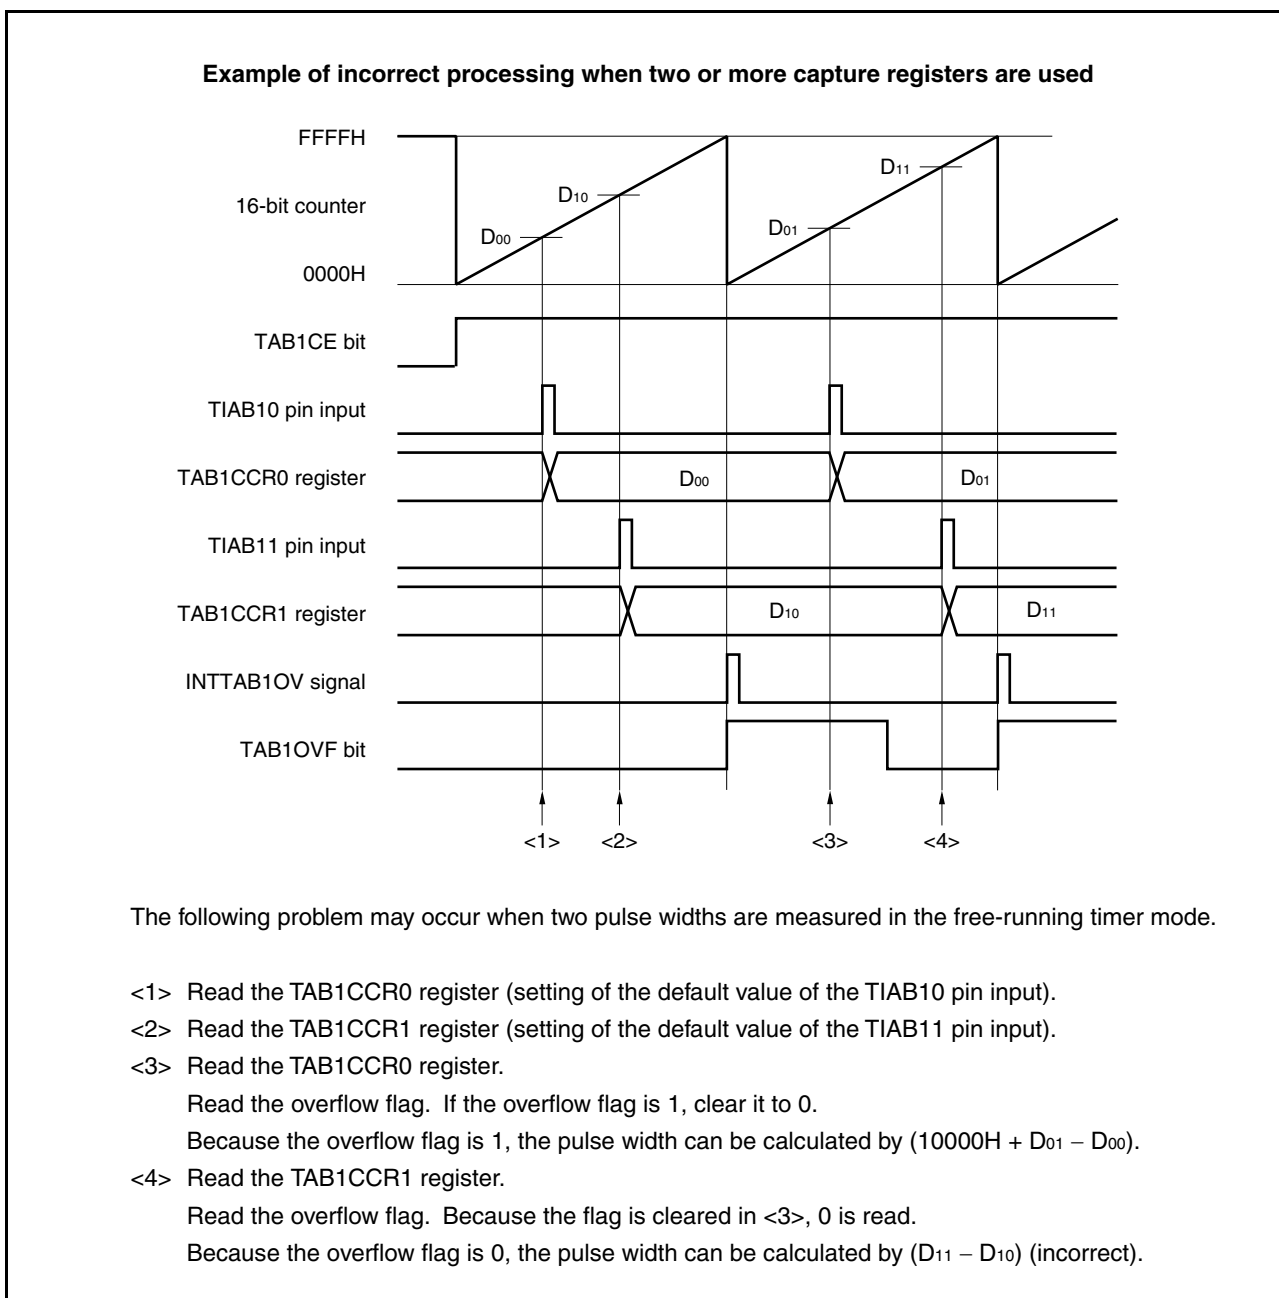 Example of incorrect processing when two or more capture registers are used
FFFFH
D11
D10
16-bit counter
D01
D00
0000H
TAB1CE bit
TIAB10 pin input
TAB1CCR0 register
D00
D01
TIAB11 pin input
TAB1CCR1 register
D10
D11
INTTAB1OV signal
TAB1OVF bit
<1> <2> <3> <4>
The following problem may occur when two pulse widths are measured in the free-running timer mode.
<1> Read the TAB1CCR0 register (setting of the default value of the TIAB10 pin input).
<2> Read the TAB1CCR1 register (setting of the default value of the TIAB11 pin input).
<3> Read the TAB1CCR0 register.
Read the overflow flag. If the overflow flag is 1, clear it to 0.
Because the overflow flag is 1, the pulse width can be calculated by (10000H + D01 − D00).
<4> Read the TAB1CCR1 register.
Read the overflow flag. Because the flag is cleared in <3>, 0 is read.
Because the overflow flag is 0, the pulse width can be calculated by (D11 − D10) (incorrect).